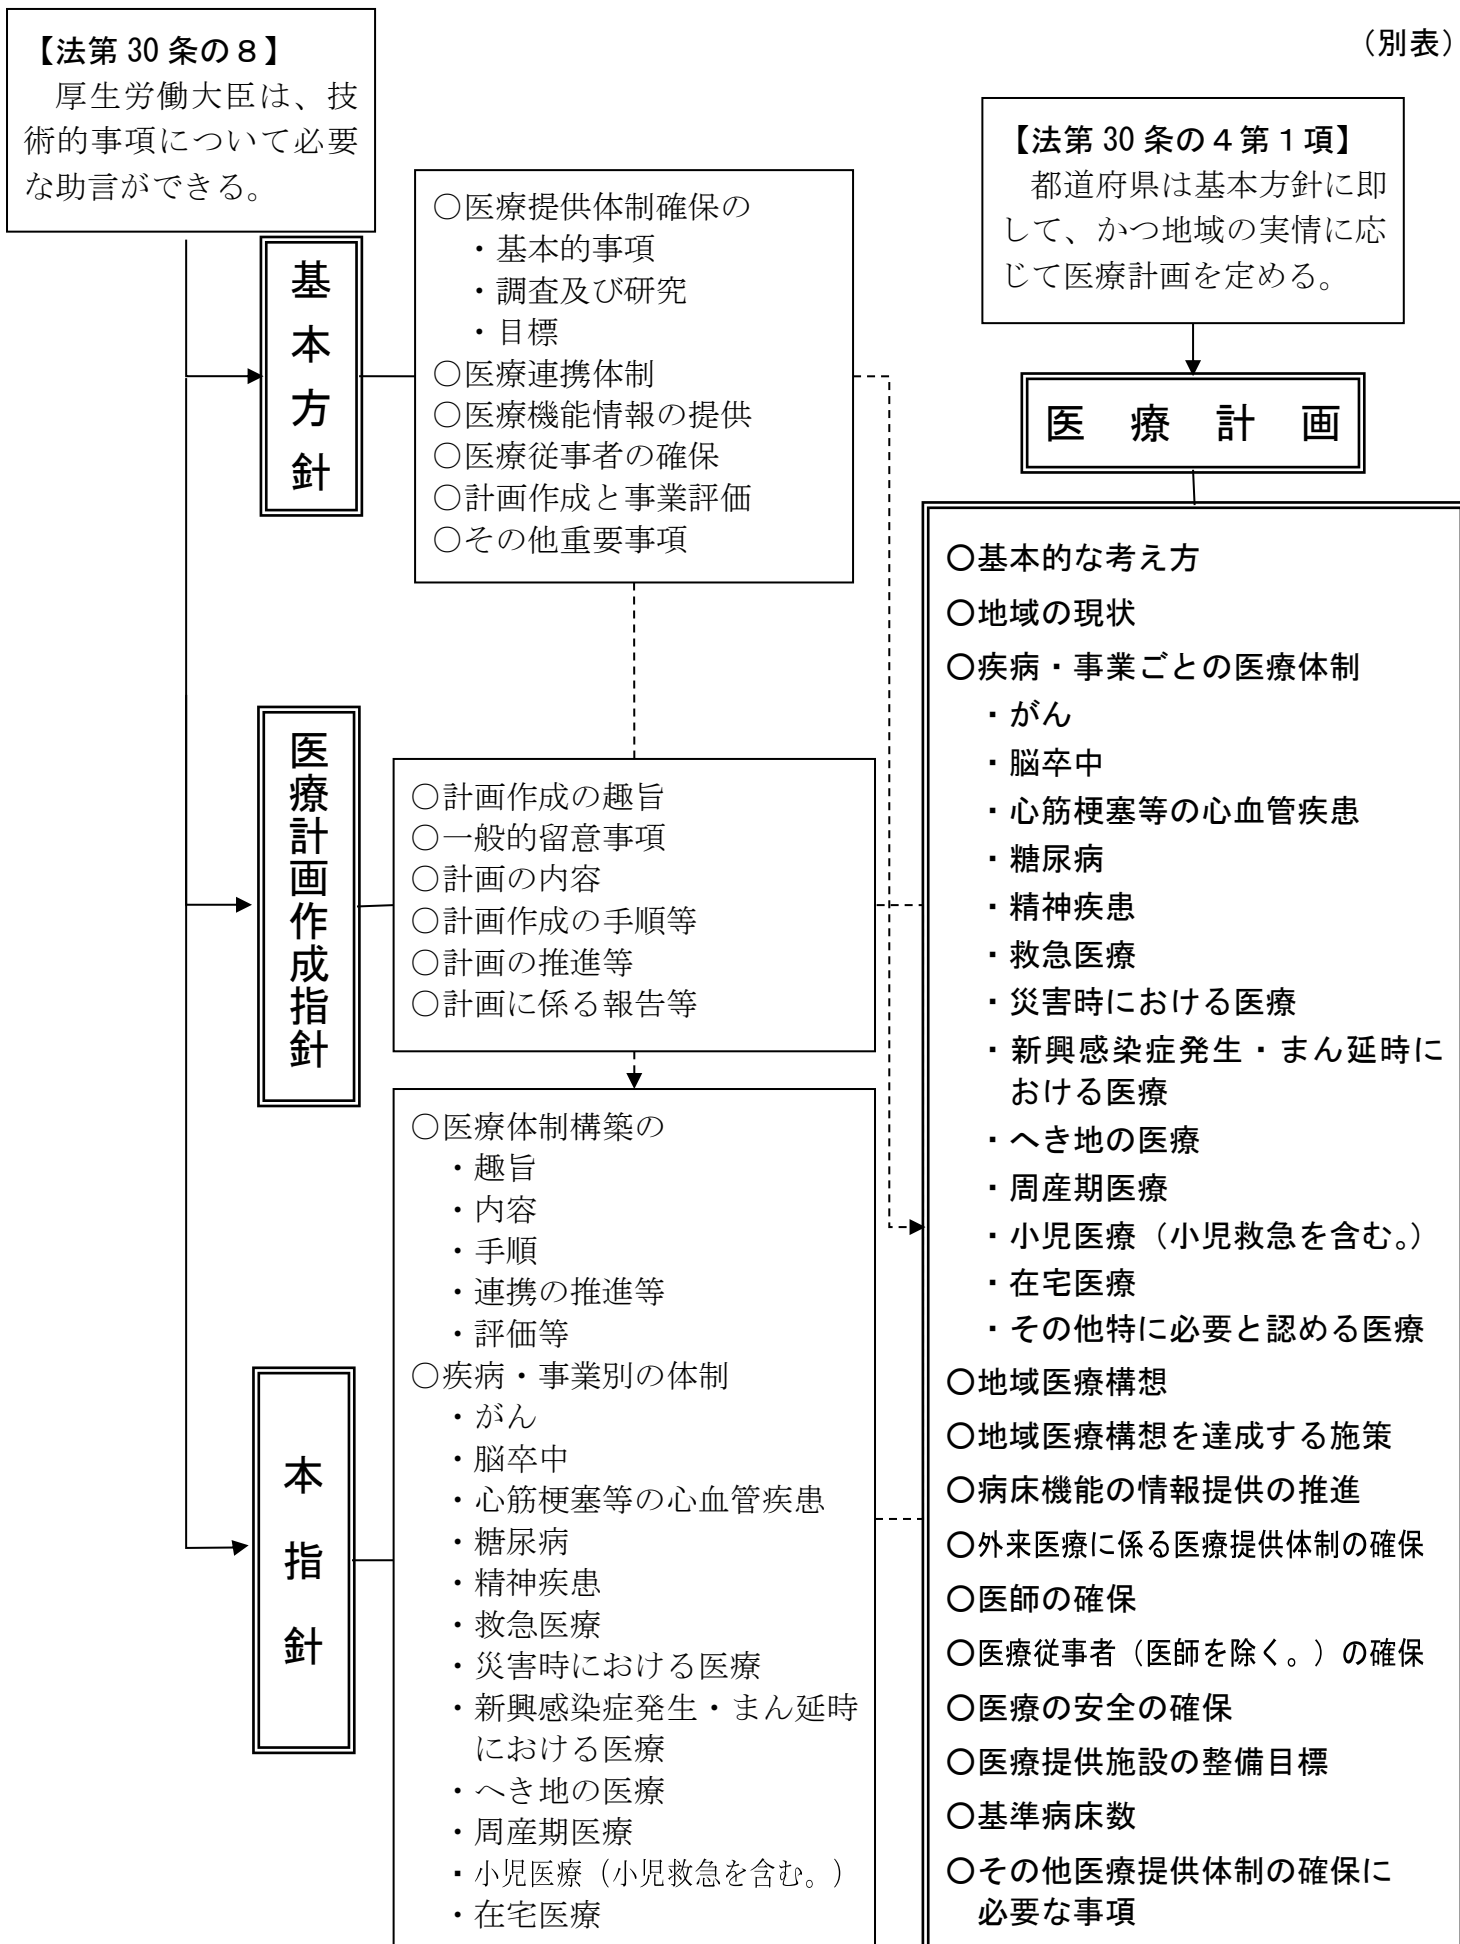 (別表)
【法第 30 条の８】
厚生労働大臣は、技
術的事項について必要
な助言ができる。
【法第 30 条の４第１項】
都道府県は基本方針に即
して、かつ地域の実情に応
じて医療計画を定める。
基本方針
○医療提供体制確保の
・基本的事項
・調査及び研究
・目標
○医療連携体制
○医療機能情報の提供
○医療従事者の確保
○計画作成と事業評価
○その他重要事項
医療計画作成指針
○計画作成の趣旨
○一般的留意事項
○計画の内容
○計画作成の手順等
○計画の推進等
○計画に係る報告等
本指針
○医療体制構築の
・趣旨
・内容
・手順
・連携の推進等
・評価等
○疾病・事業別の体制
・がん
・脳卒中
・心筋梗塞等の心血管疾患
・糖尿病
・精神疾患
・救急医療
・災害時における医療
・新興感染症発生・まん延時
における医療
・へき地の医療
・周産期医療
・小児医療（小児救急を含む。）
・在宅医療
医 療 計 画
○基本的な考え方
○地域の現状
○疾病・事業ごとの医療体制
・がん
・脳卒中
・心筋梗塞等の心血管疾患
・糖尿病
・精神疾患
・救急医療
・災害時における医療
・新興感染症発生・まん延時に
おける医療
・へき地の医療
・周産期医療
・小児医療（小児救急を含む。）
・在宅医療
・その他特に必要と認める医療
○地域医療構想
○地域医療構想を達成する施策
○病床機能の情報提供の推進
○外来医療に係る医療提供体制の確保
○医師の確保
○医療従事者（医師を除く。）の確保
○医療の安全の確保
○医療提供施設の整備目標
○基準病床数
○その他医療提供体制の確保に
必要な事項